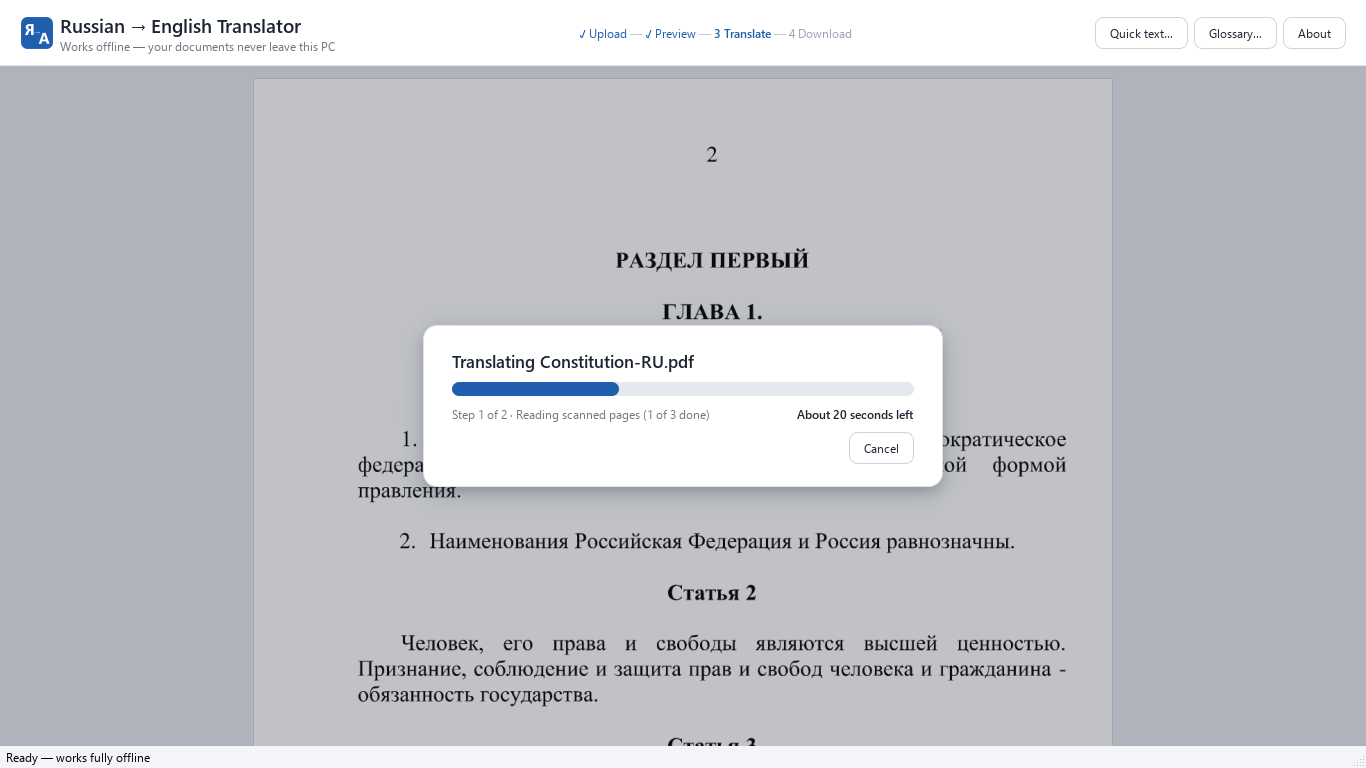 Russian → English Translator
Works offline — your documents never leave this PC
✓ Upload — ✓ Preview — 3 Translate — 4 Download
Quick text...
Glossary...
About
2
РАЗДЕЛ ПЕРВЫЙ
ГЛАВА 1.
Translating Constitution-RU.pdf
Step 1 of 2 · Reading scanned pages (1 of 3 done)
About 20 seconds left
Cancel
1.
правления.
2. Наименования Российская Федерация и Россия равнозначны.
Статья 2
Человек, его права и свободы являются высшей ценностью.
Признание, соблюдение и защита прав и свобод человека и гражданина -
обязанность государства.
Статья 3
Ready — works fully offline